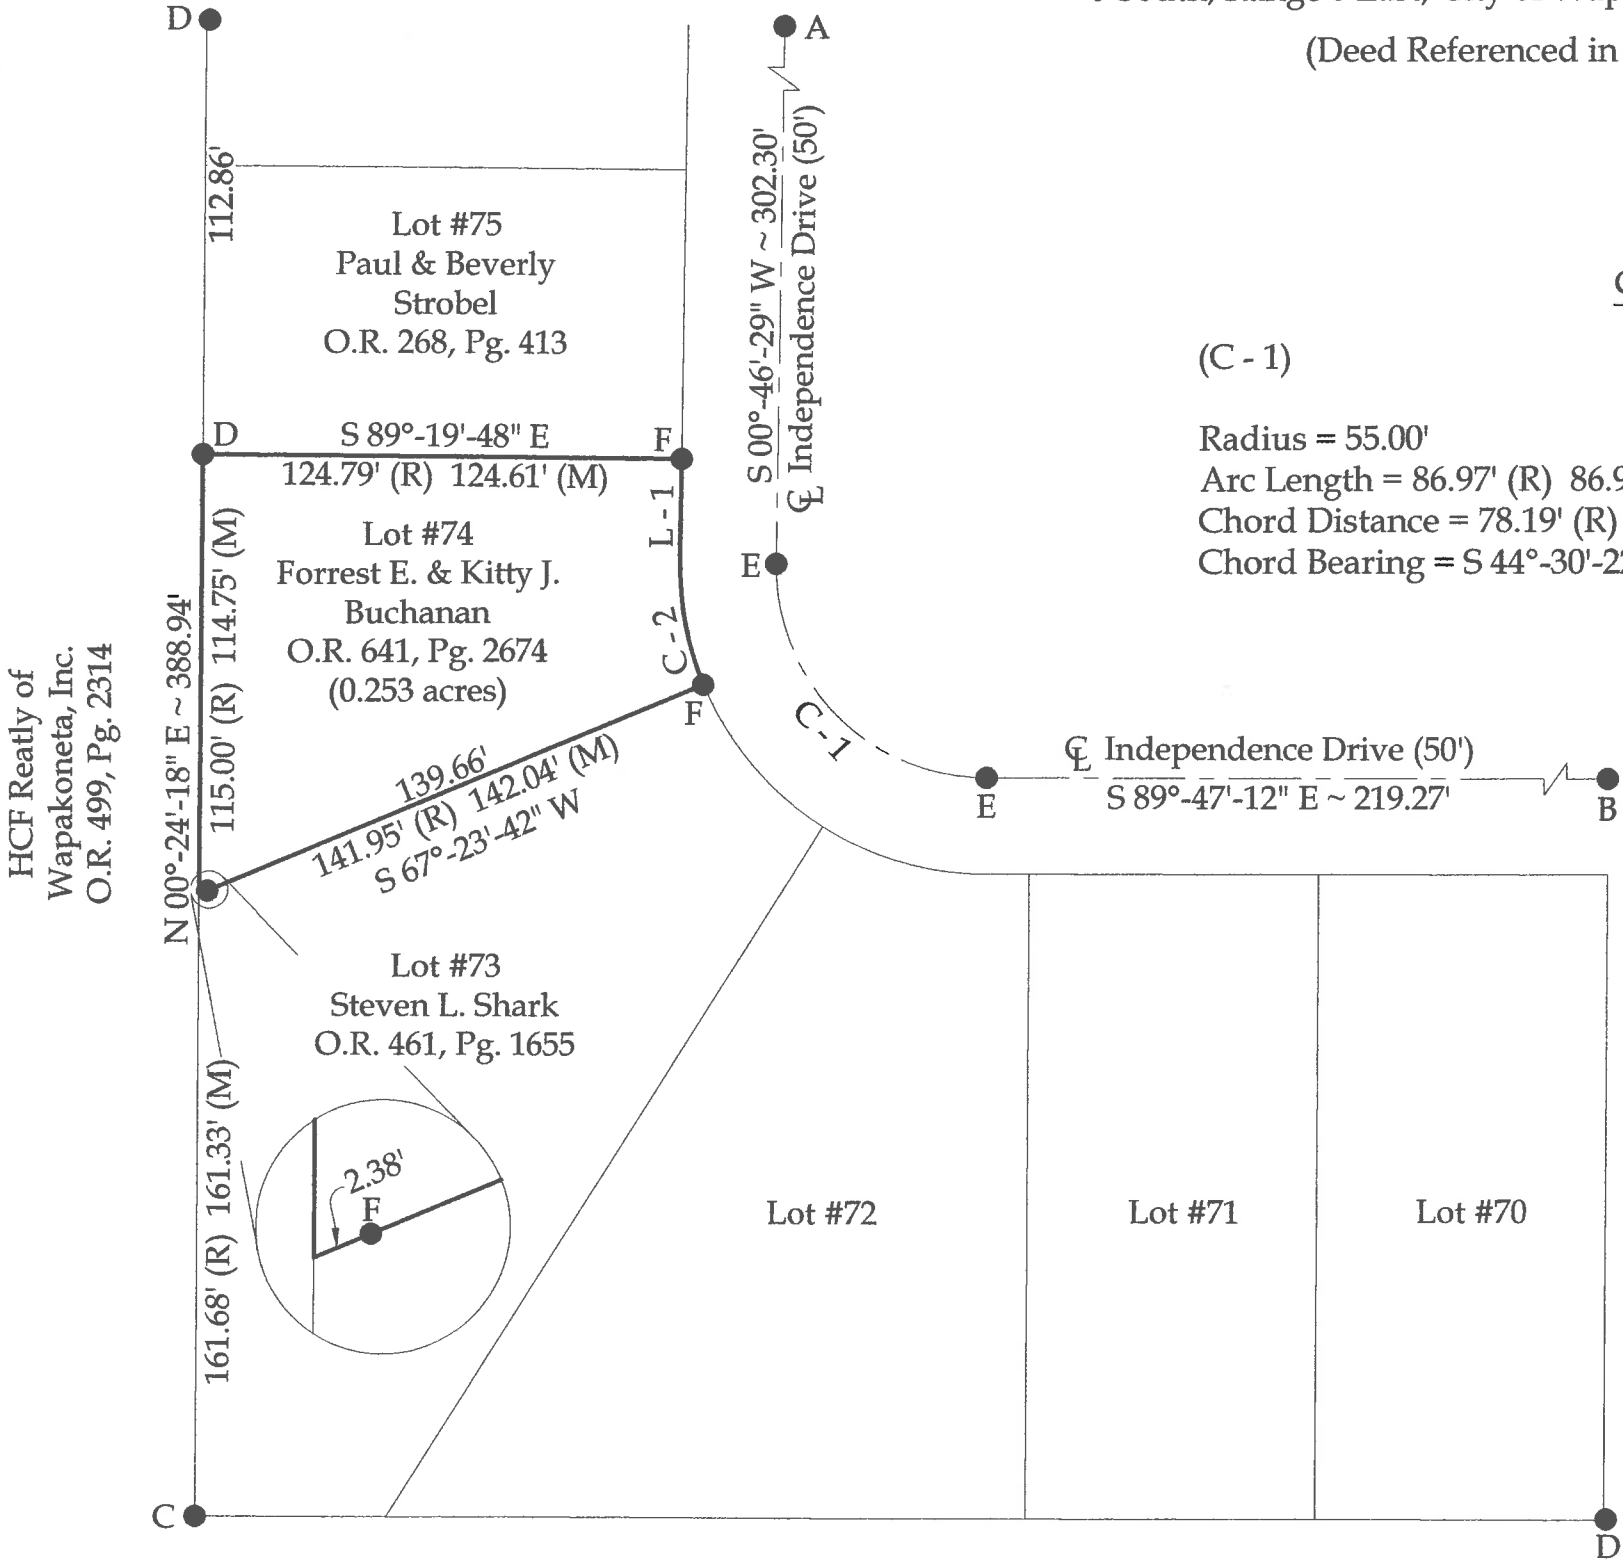 (Deed Referenced in
D
A
112.86'
S 00°-46'-29" W ~ 302.30'
℄ Independence Drive (50')
Lot #75
Paul & Beverly
Strobel
O.R. 268, Pg. 413
(C - 1)
Radius = 55.00'
Arc Length = 86.97' (R) 86.9
Chord Distance = 78.19' (R)
Chord Bearing = S 44°-30'-22
D
S 89°-19'-48" E
F
124.79' (R) 124.61' (M)
L - 1
Lot #74
Forrest E. & Kitty J.
Buchanan
O.R. 641, Pg. 2674
(0.253 acres)
C - 2
F
E
C - 1
HCF Reatly of
Wapakoneta, Inc.
O.R. 499, Pg. 2314
N 00°-24'-18" E ~ 388.94'
115.00' (R) 114.75' (M)
139.66'
141.95' (R) 142.04' (M)
S 67°-23'-42" W
℄ Independence Drive (50')
S 89°-47'-12" E ~ 219.27'
E
B
Lot #73
Steven L. Shark
O.R. 461, Pg. 1655
161.68' (R) 161.33' (M)
2.38'
F
Lot #72
Lot #71
Lot #70
C
D